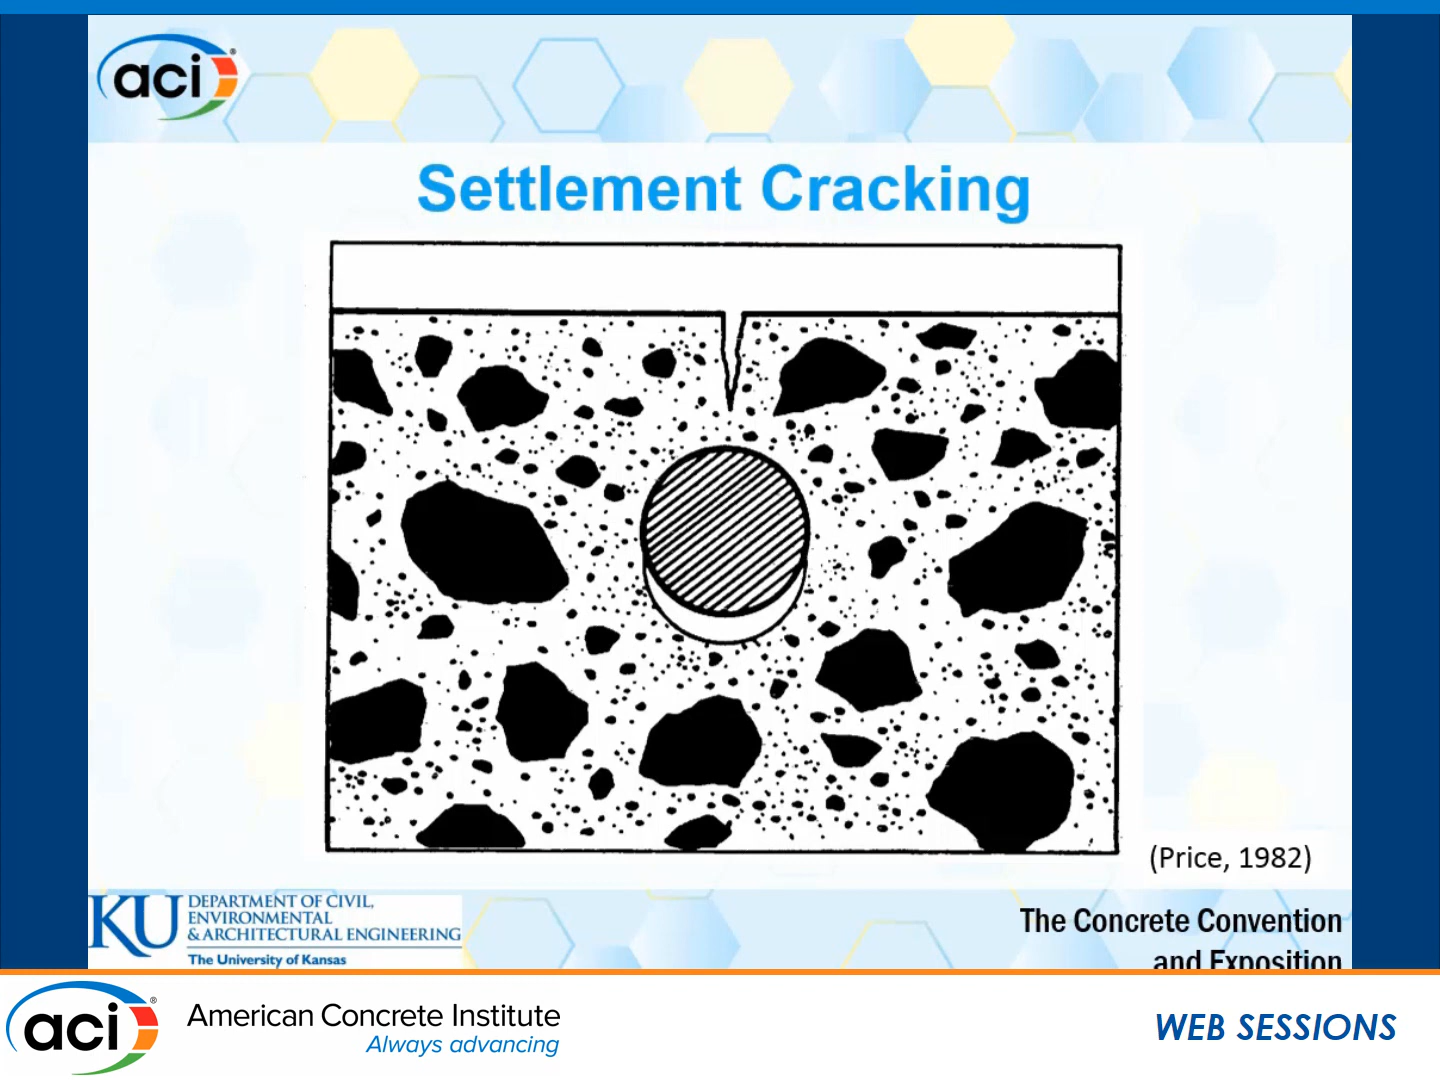 aci®
Settlement Cracking
(Price, 1982)
KU
DEPARTMENT OF CIVIL,
ENVIRONMENTAL
& ARCHITECTURAL ENGINEERING
The University of Kansas
The Concrete Convention
and Exposition
aci®
American Concrete Institute
Always advancing
WEB SESSIONS